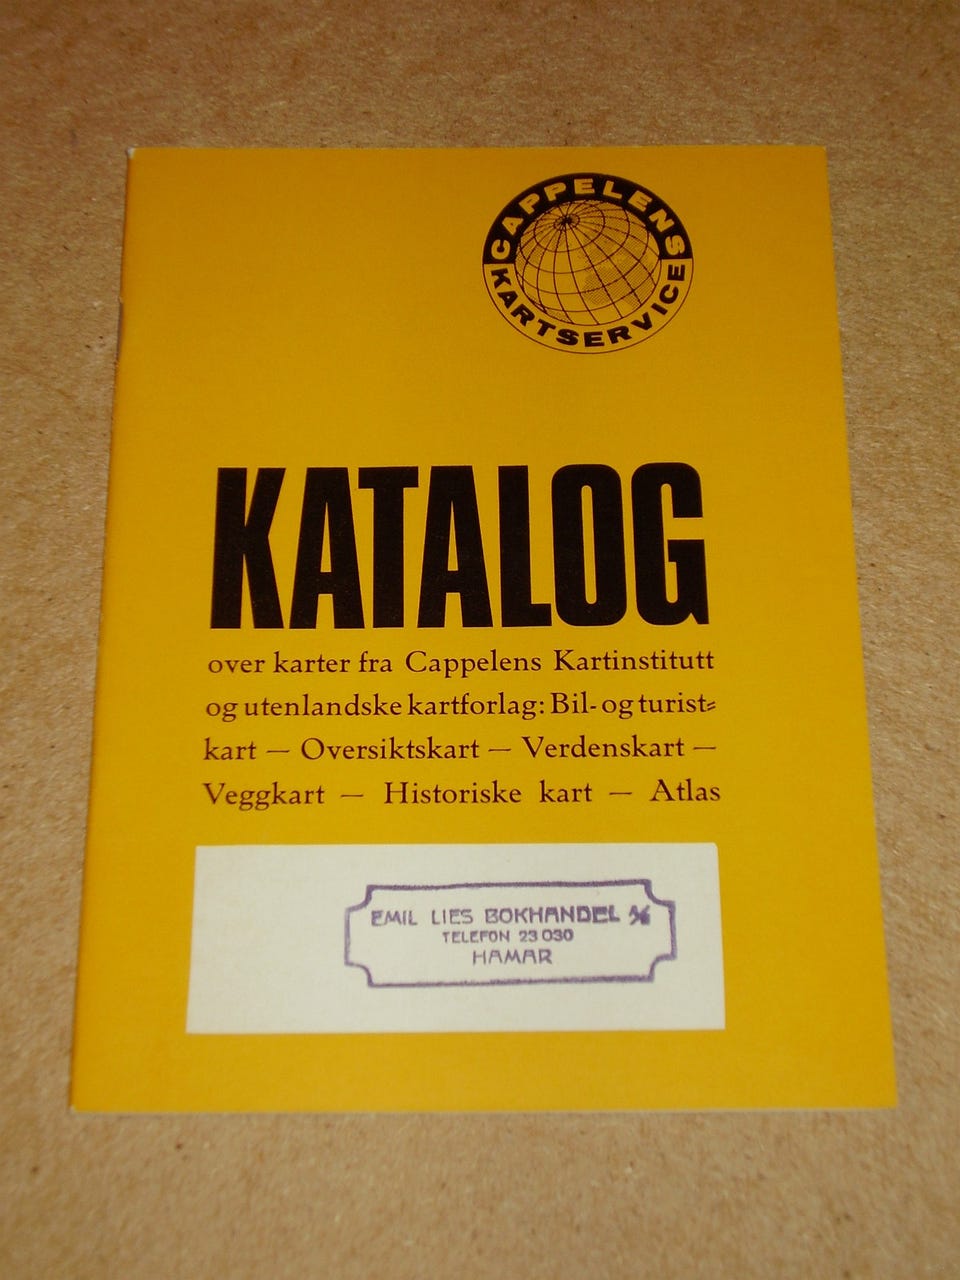 CAPPELENS
KARTSERVICE
KATALOG
over karter fra Cappelens Kartinstitutt
og utenlandske kartforlag: Bil- og turist-
kart — Oversiktskart — Verdenskart —
Veggkart — Historiske kart — Atlas
EMIL LIES BOKHANDEL A/S
TELEFON 23 030
HAMAR